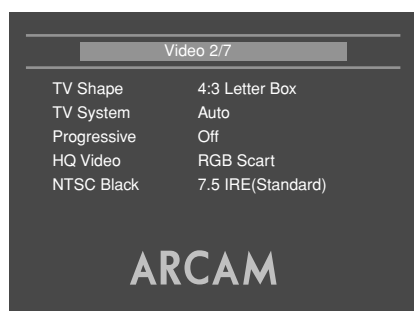 Video 2/7
TV Shape 4:3 Letter Box
TV System Auto
Progressive Off
HQ Video RGB Scart
NTSC Black 7.5 IRE(Standard)
ARCAM